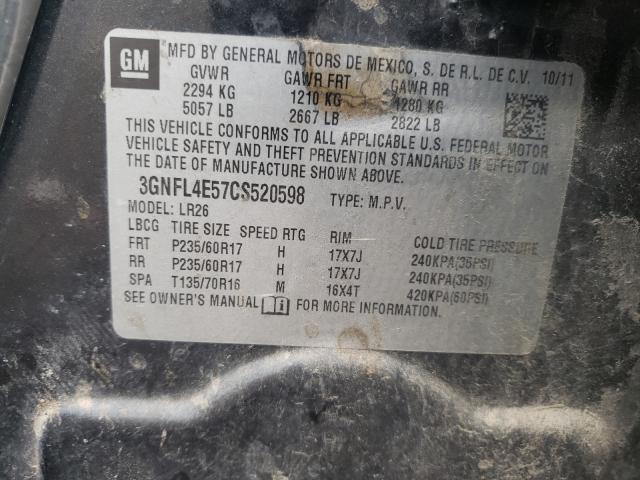 GM
MFD BY GENERAL MOTORS DE MEXICO, S. DE R.L. DE C.V. 10/11
GVWR GAWR FRT GAWR RR
2294 KG 1210 KG 1280 KG
5057 LB 2667 LB 2822 LB
THIS VEHICLE CONFORMS TO ALL APPLICABLE U.S. FEDERAL MOTOR
VEHICLE SAFETY AND THEFT PREVENTION STANDARDS IN EFFECT ON
THE DATE OF MANUFACTURE SHOWN ABOVE.
3GNFL4E57CS520598 TYPE: M.P.V.
MODEL: LR26
LBCG TIRE SIZE SPEED RTG RIM COLD TIRE PRESSURE
FRT P235/60R17 H 17X7J 240KPA(35PSI)
RR P235/60R17 H 17X7J 240KPA(35PSI)
SPA T135/70R16 M 16X4T 420KPA(60PSI)
SEE OWNER'S MANUAL FOR MORE INFORMATION.